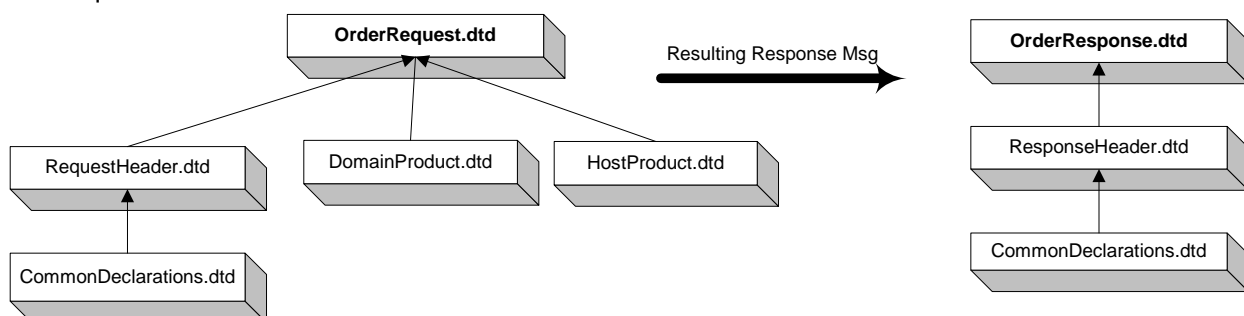 OrderRequest.dtd
Resulting Response Msg
OrderResponse.dtd
RequestHeader.dtd
DomainProduct.dtd
HostProduct.dtd
ResponseHeader.dtd
CommonDeclarations.dtd
CommonDeclarations.dtd